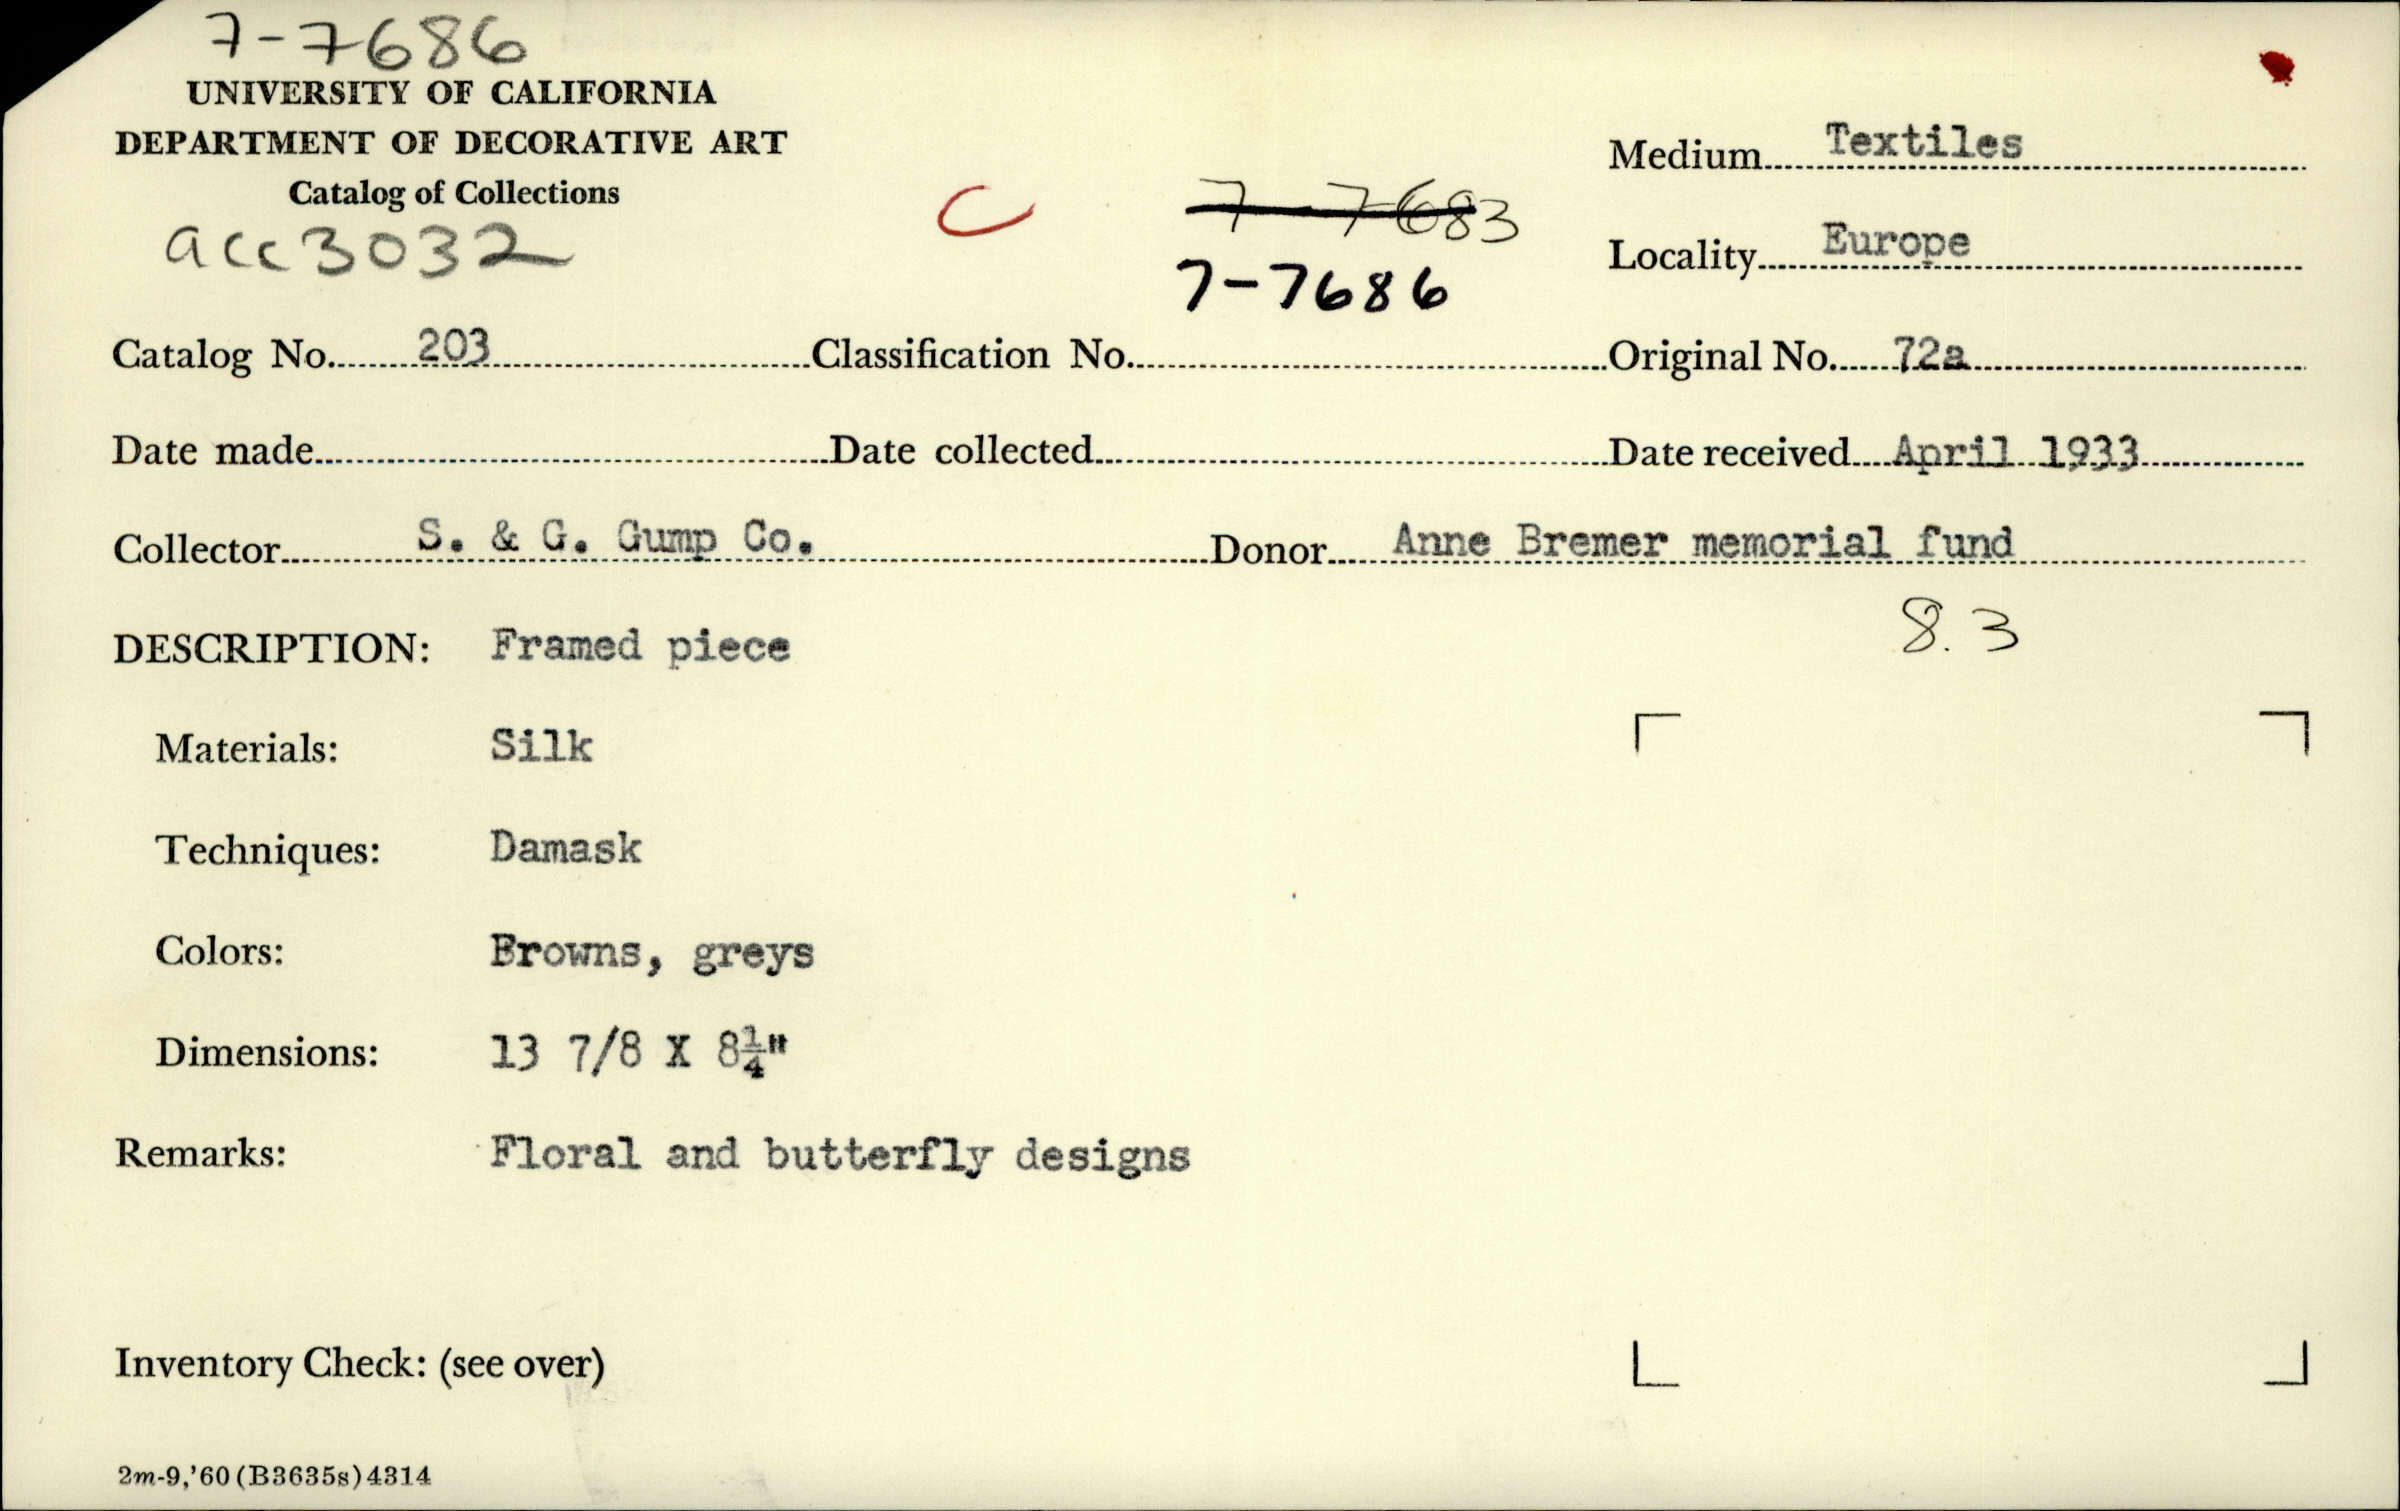 7-7686
UNIVERSITY OF CALIFORNIA
DEPARTMENT OF DECORATIVE ART
Catalog of Collections
acc 3032
C
7-7683
7-7686
Medium Textiles
Locality Europe
Catalog No. 203 Classification No. Original No. 72a
Date made Date collected Date received April 1933
Collector S. & G. Gump Co. Donor Anne Bremer memorial fund
8.3
DESCRIPTION: Framed piece
Materials: Silk
Techniques: Damask
Colors: Browns, greys
Dimensions: 13 7/8 X 8¼"
Remarks: Floral and butterfly designs
Inventory Check: (see over)
2m-9,'60(B3635s)4314